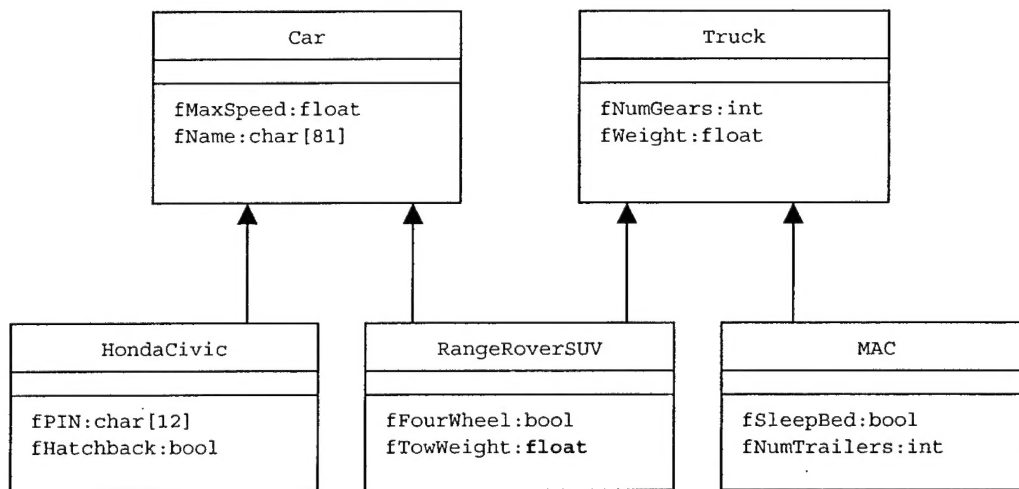 Car
fMaxSpeed:float
fName:char[81]
Truck
fNumGears:int
fWeight:float
HondaCivic
fPIN:char[12]
fHatchback:bool
RangeRoverSUV
fFourWheel:bool
fTowWeight:float
MAC
fSleepBed:bool
fNumTrailers:int